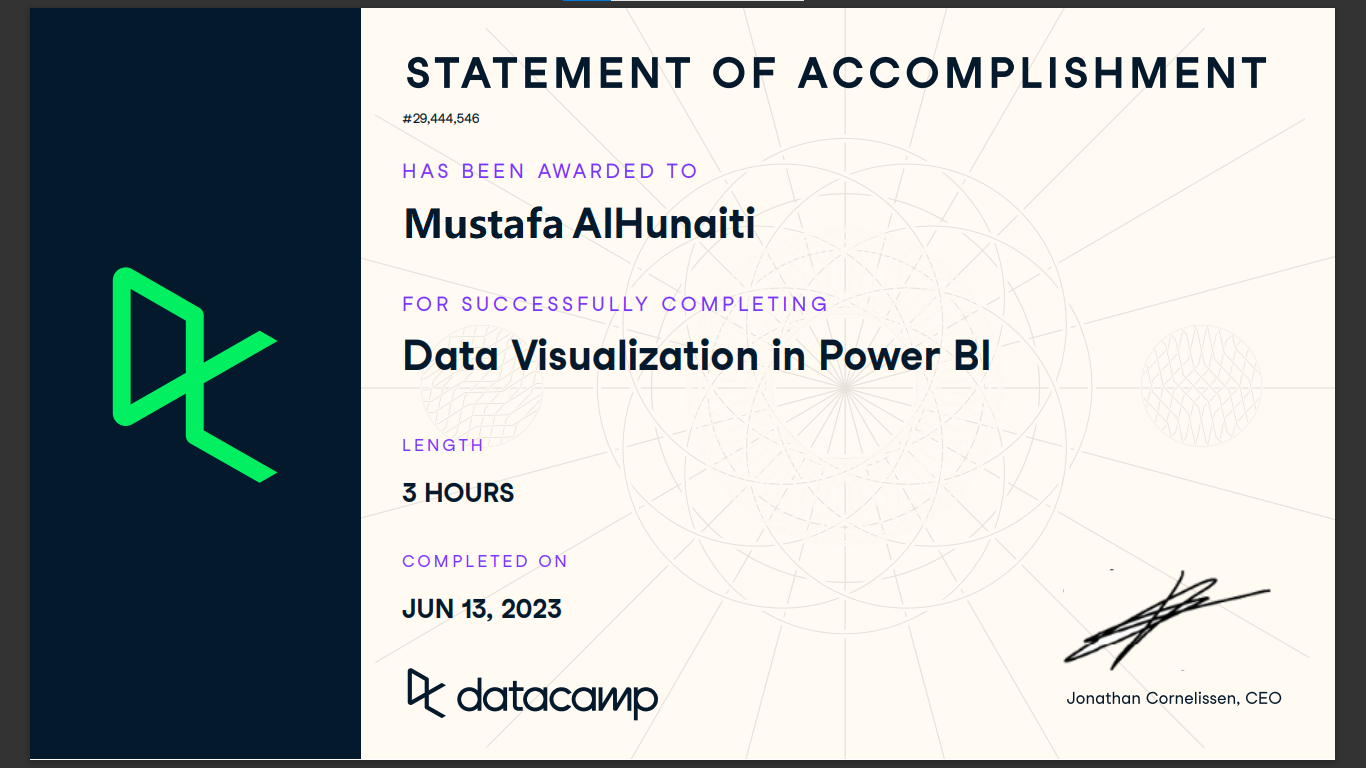 STATEMENT OF ACCOMPLISHMENT
#29,444,546
HAS BEEN AWARDED TO
Mustafa AlHunaiti
FOR SUCCESSFULLY COMPLETING
Data Visualization in Power BI
LENGTH
3 HOURS
COMPLETED ON
JUN 13, 2023
datacamp
Jonathan Cornelissen, CEO